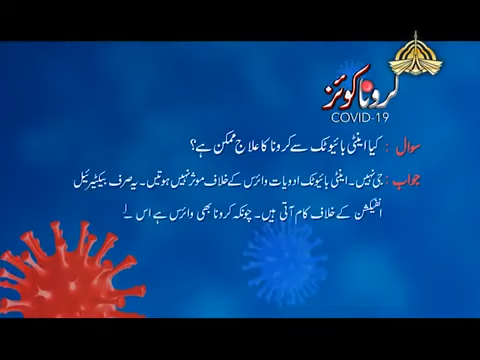 کرونا کوئز
COVID-19
سوال : کیا اینٹی بائیوٹک سے کرونا کا علاج ممکن ہے؟
جواب : جی نہیں۔ اینٹی بائیوٹک ادویات وائرس کے خلاف موثر نہیں ہوتیں۔ یہ صرف بیکٹیرئیل
انفیکشن کے خلاف کام آتی ہیں۔ چونکہ کرونا بھی وائرس ہے اس